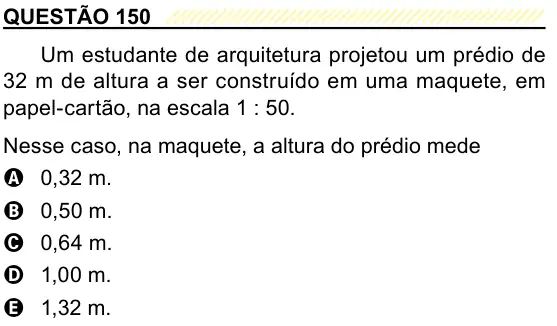 QUESTÃO 150
Um estudante de arquitetura projetou um prédio de
32 m de altura a ser construído em uma maquete, em
papel-cartão, na escala 1 : 50.
Nesse caso, na maquete, a altura do prédio mede
A 0,32 m.
B 0,50 m.
C 0,64 m.
D 1,00 m.
E 1,32 m.